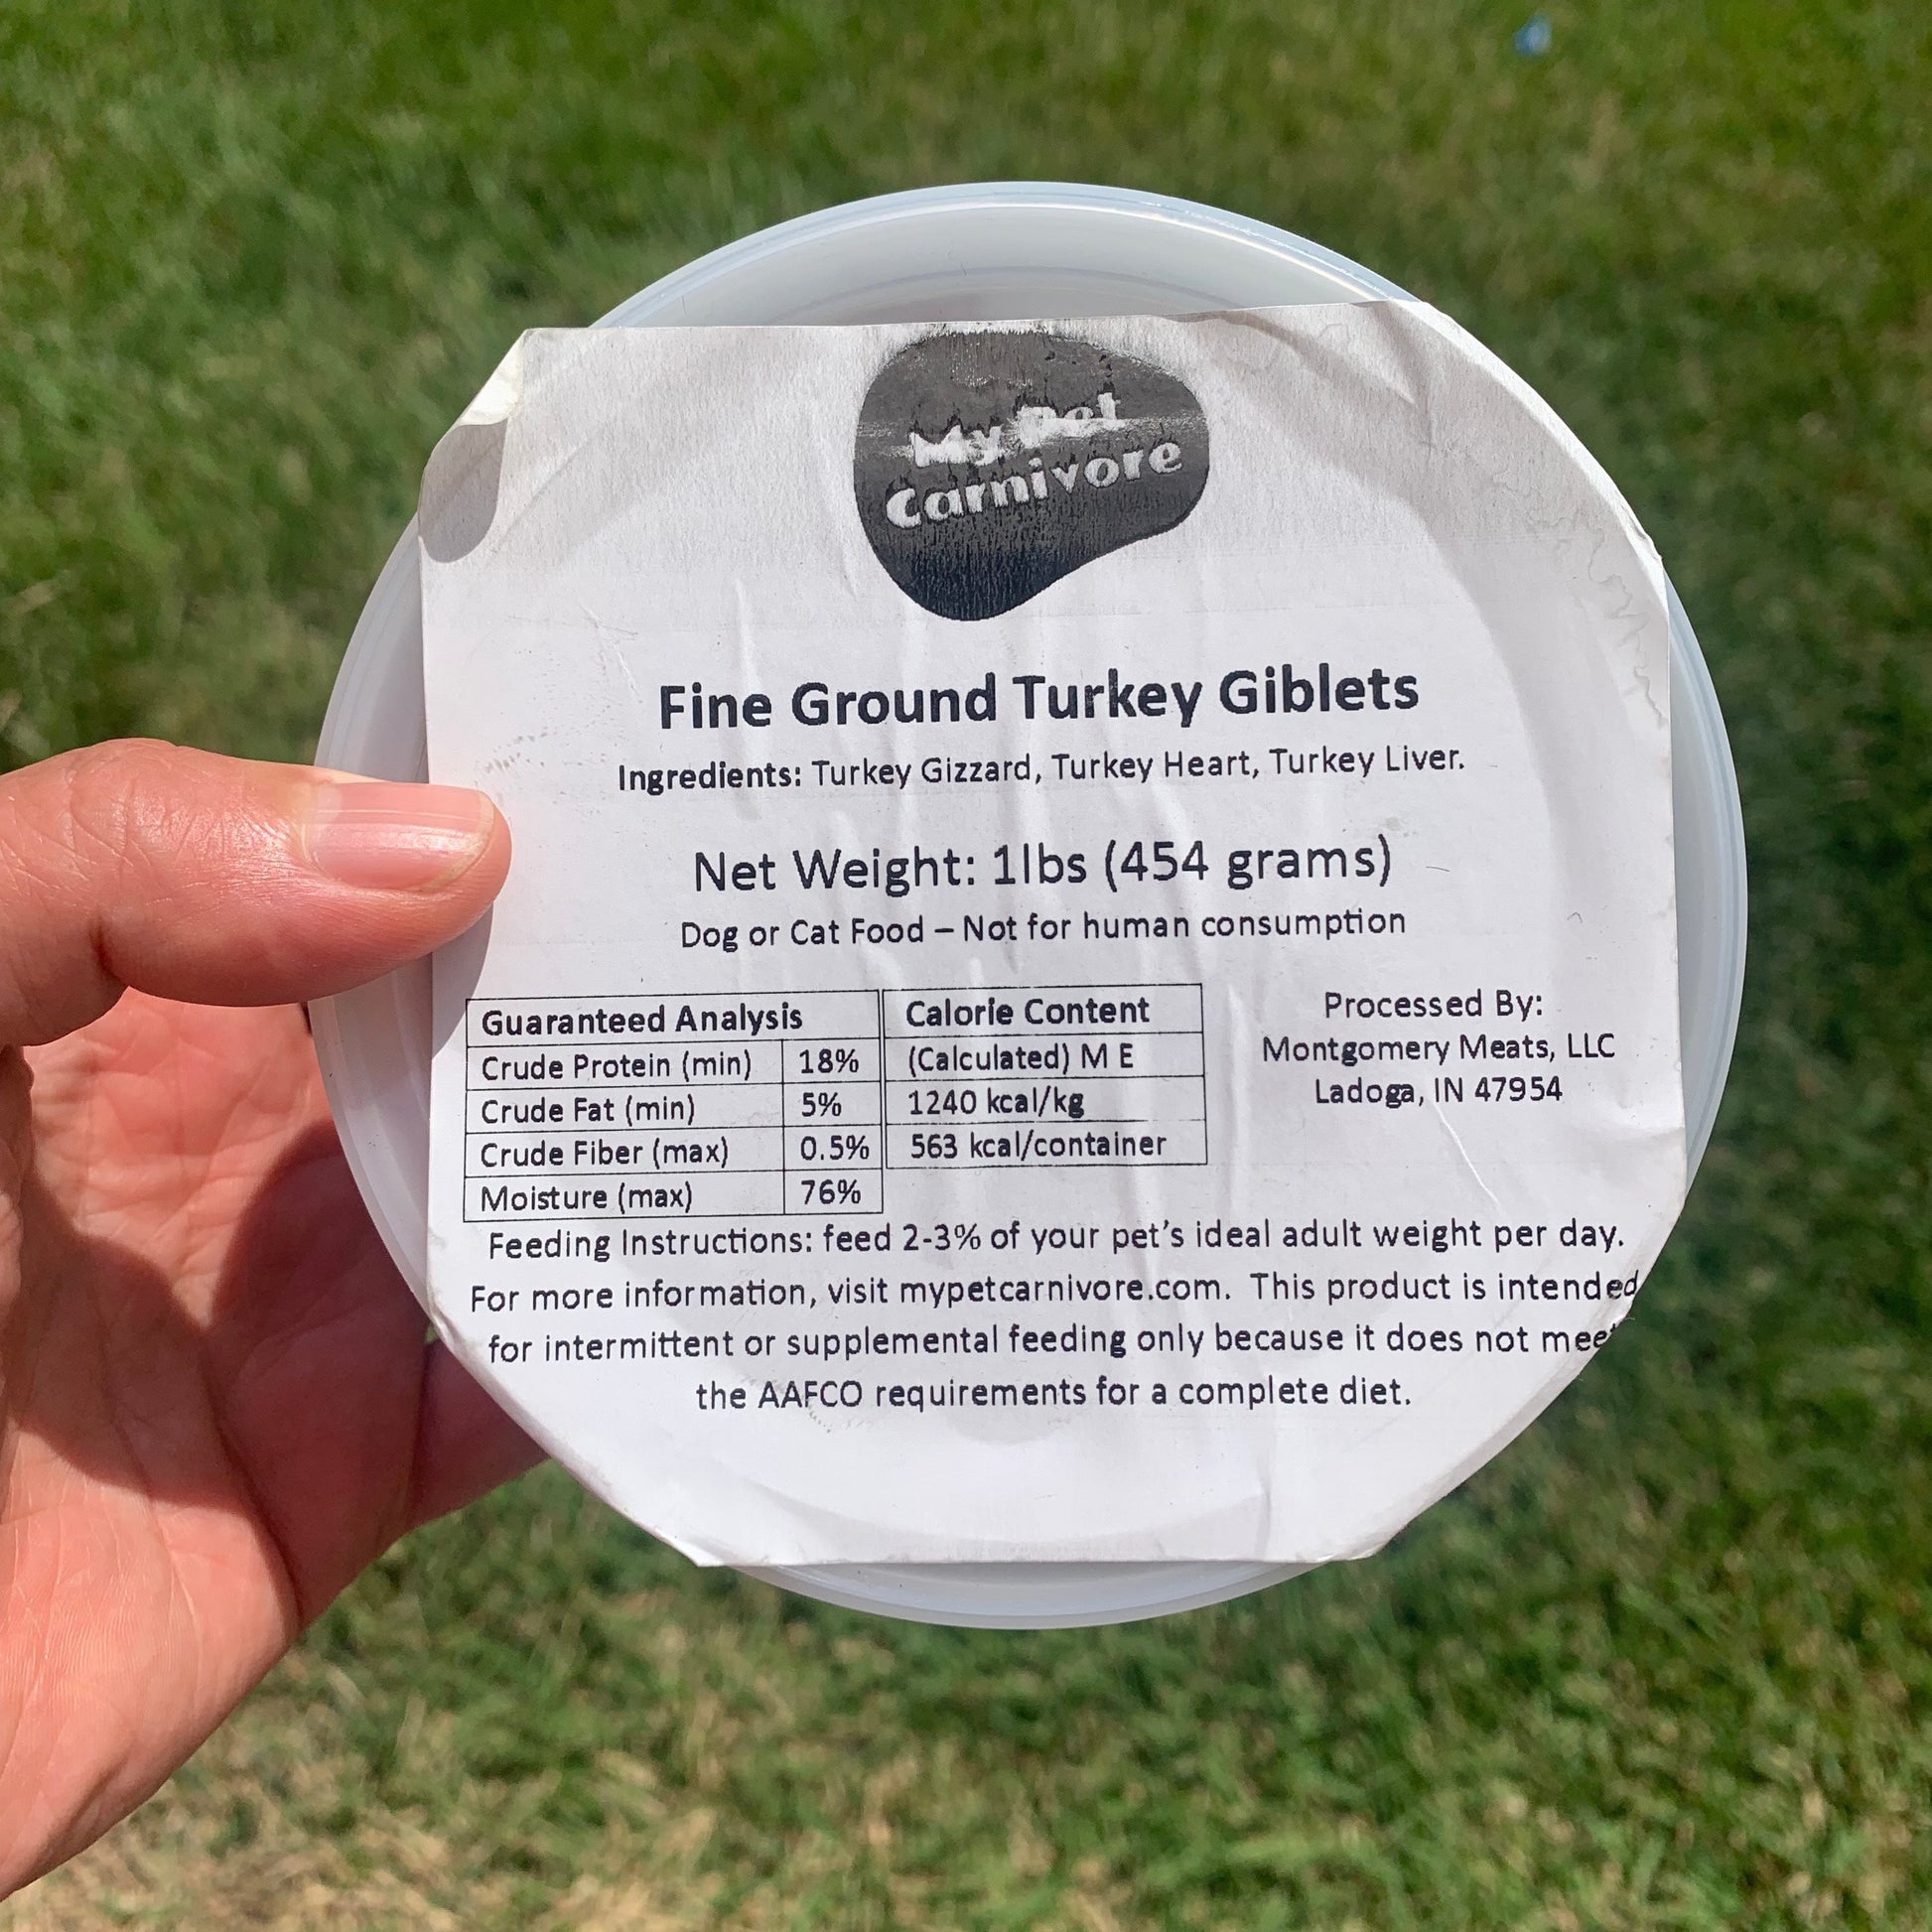 My Pet
Carnivore
Fine Ground Turkey Giblets
Ingredients: Turkey Gizzard, Turkey Heart, Turkey Liver.
Net Weight: 1lbs (454 grams)
Dog or Cat Food – Not for human consumption
Guaranteed Analysis
Crude Protein (min) 18%
Crude Fat (min) 5%
Crude Fiber (max) 0.5%
Moisture (max) 76%
Calorie Content
(Calculated) M E
1240 kcal/kg
563 kcal/container
Processed By:
Montgomery Meats, LLC
Ladoga, IN 47954
Feeding Instructions: feed 2-3% of your pet's ideal adult weight per day.
For more information, visit mypetcarnivore.com. This product is intended
for intermittent or supplemental feeding only because it does not meet
the AAFCO requirements for a complete diet.